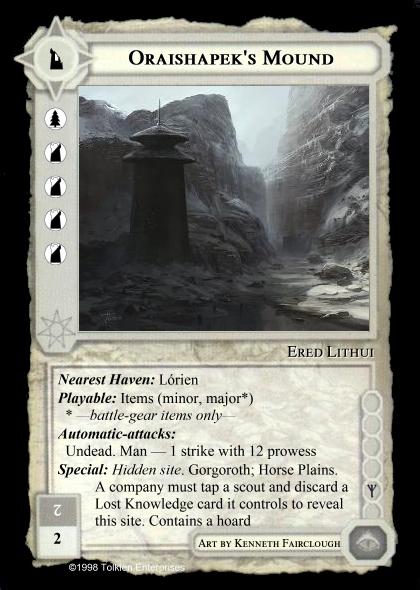 ORAISHAPEK'S MOUND
ERED LITHUI
Nearest Haven: Lórien
Playable: Items (minor, major*)
* —battle-gear items only—
Automatic-attacks:
Undead. Man — 1 strike with 12 prowess
Special: Hidden site. Gorgoroth; Horse Plains.
A company must tap a scout and discard a
Lost Knowledge card it controls to reveal
this site. Contains a hoard
2
2
ART BY KENNETH FAIRCLOUGH
©1998 Tolkien Enterprises